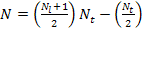 N = ((N_l + 1)/2) N_t − (N_t/2)